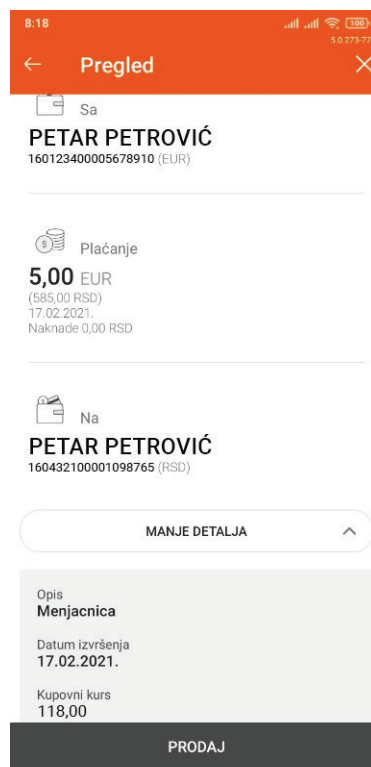 8:18
100
5.0.273-77
Pregled
Sa
PETAR PETROVIĆ
160123400005678910 (EUR)
Plaćanje
5,00 EUR
(585,00 RSD)
17.02.2021.
Naknade 0,00 RSD
Na
PETAR PETROVIĆ
160432100001098765 (RSD)
MANJE DETALJA
Opis
Menjacnica
Datum izvršenja
17.02.2021.
Kupovni kurs
118,00
PRODAJ